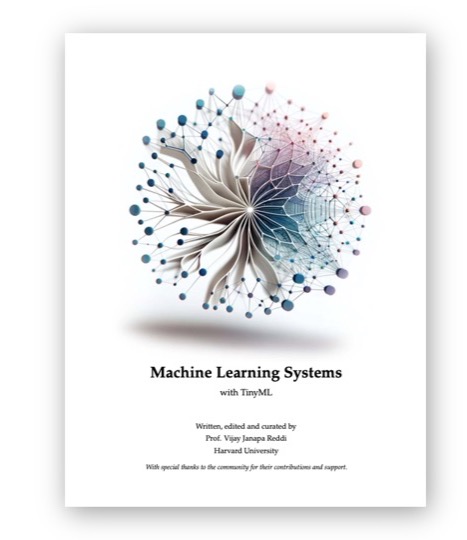 Machine Learning Systems
with TinyML
Written, edited and curated by
Prof. Vijay Janapa Reddi
Harvard University
With special thanks to the community for their contributions and support.